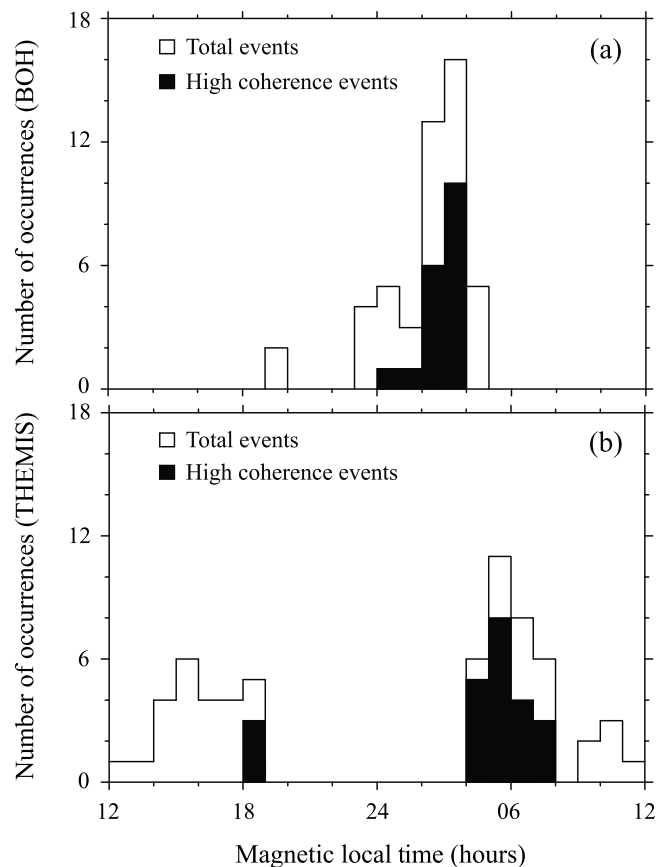 18
12
6
0
Number of occurrences (BOH)
Total events
High coherence events
(a)
18
12
6
0
Number of occurrences (THEMIS)
Total events
High coherence events
(b)
12 18 24 06 12
Magnetic local time (hours)